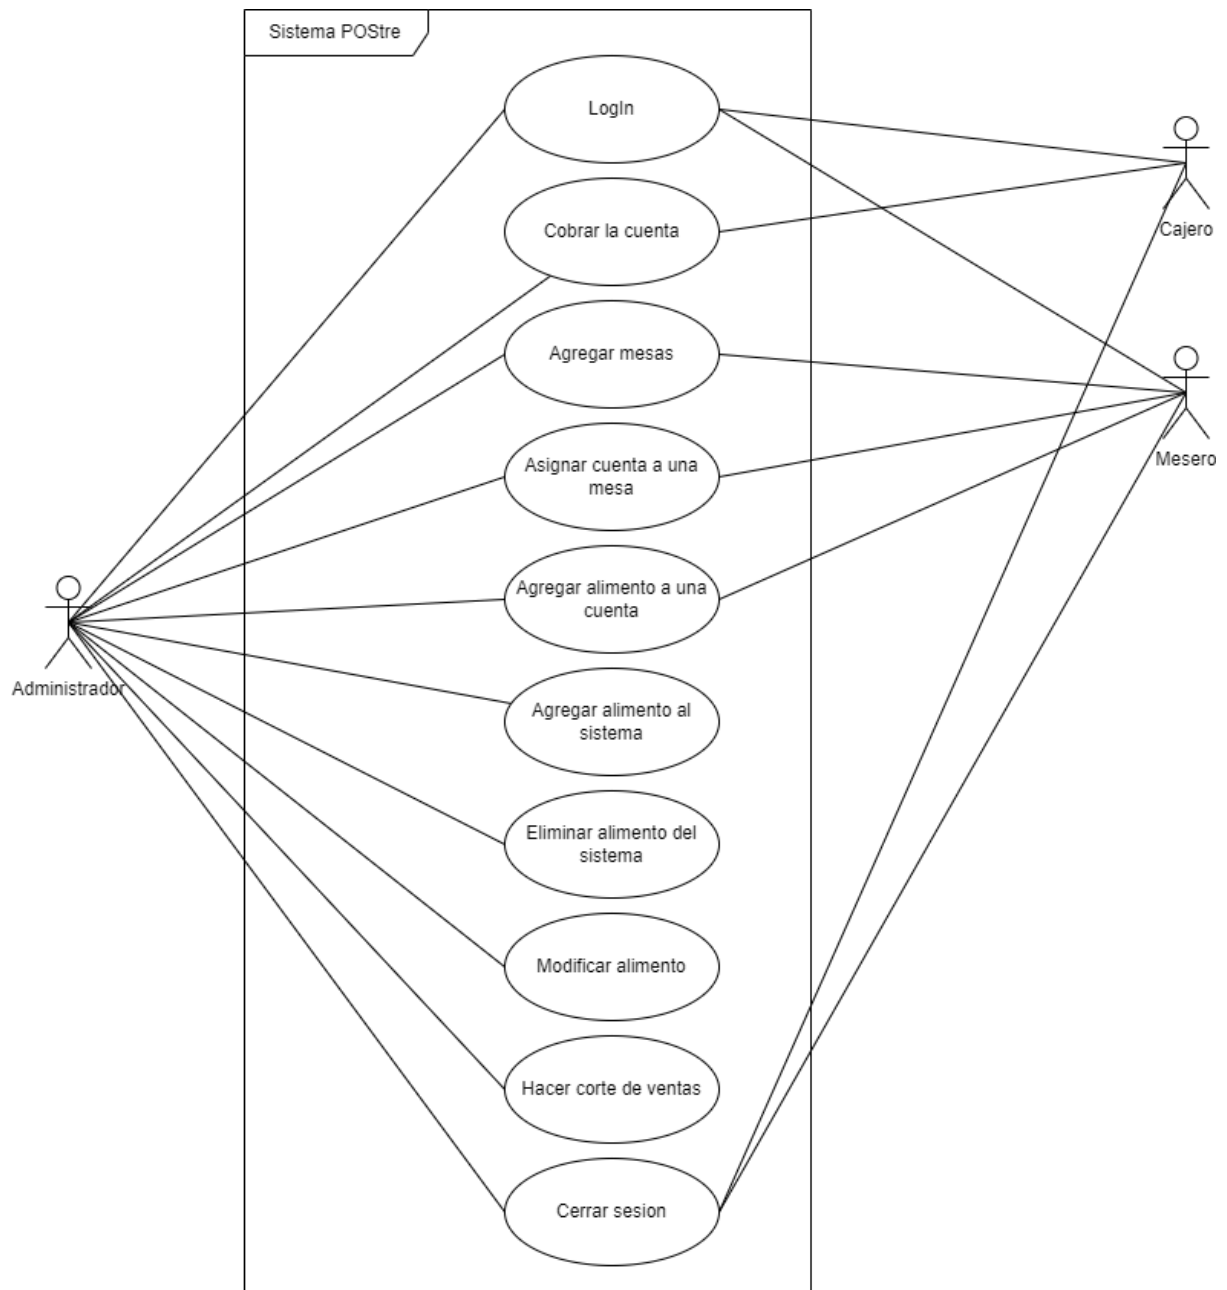 Sistema POStre
LogIn
Cobrar la cuenta
Cajero
Agregar mesas
Mesero
Asignar cuenta a una
mesa
Agregar alimento a una
cuenta
Administrador
Agregar alimento al
sistema
Eliminar alimento del
sistema
Modificar alimento
Hacer corte de ventas
Cerrar sesion